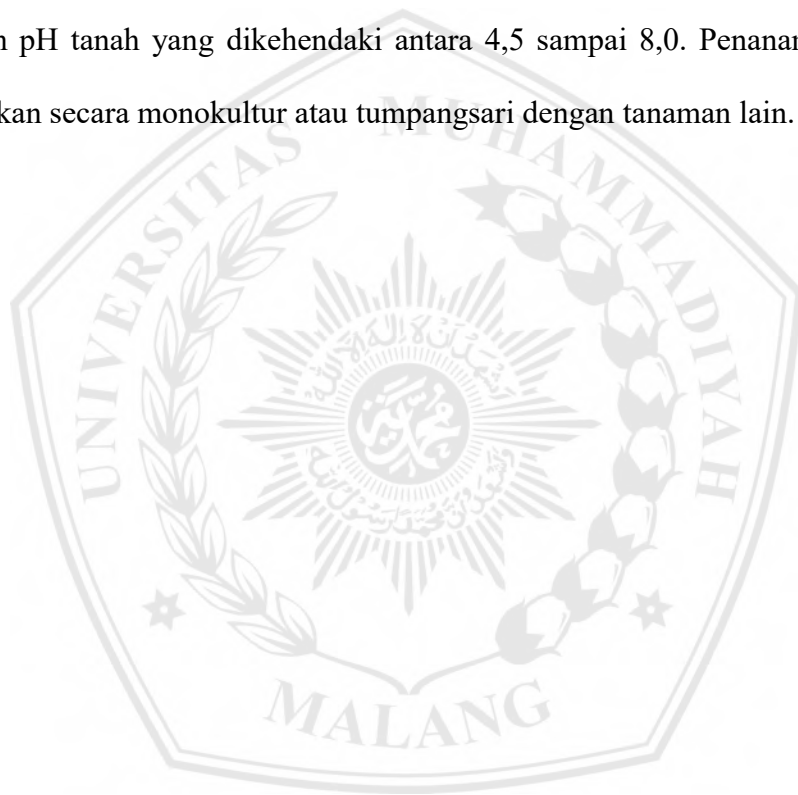 pH tanah yang dikehendaki antara 4,5 sampai 8,0. Penanar
kan secara monokultur atau tumpangsari dengan tanaman lain.
UNIVERSITAS MUHAMMADIYAH
MALANG